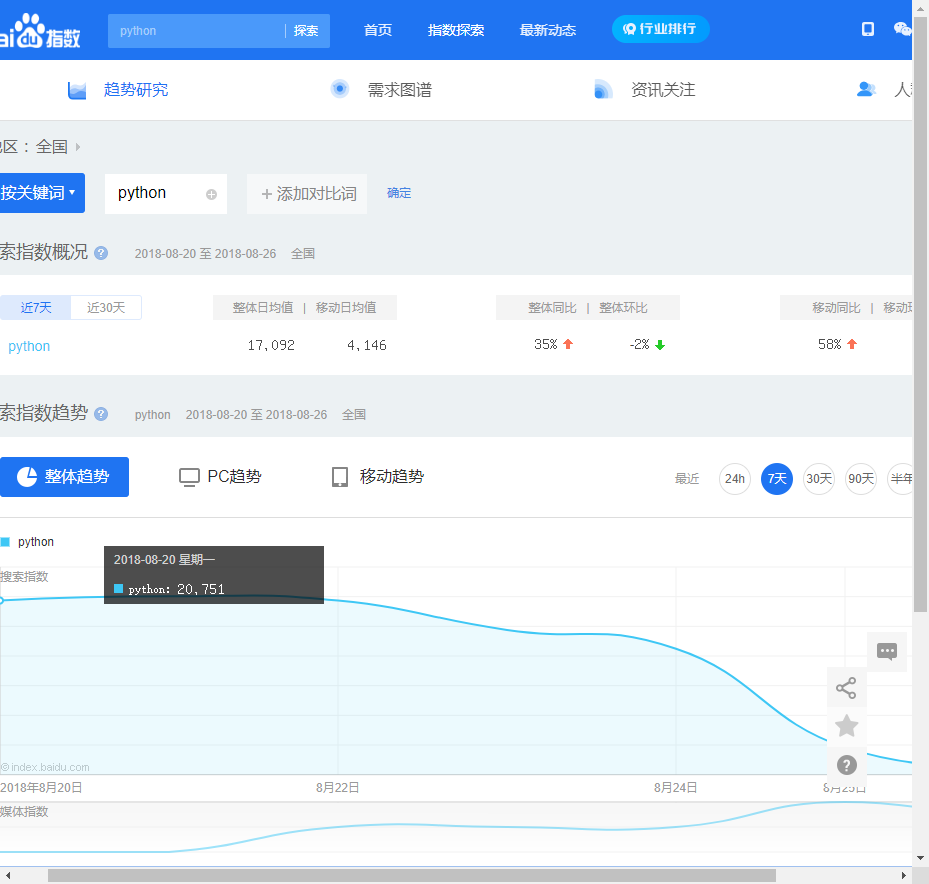 ai du 指数
python
探索
首页
指数探索
最新动态
行业排行
趋势研究
需求图谱
资讯关注
人
区：全国
按关键词
python
+ 添加对比词
确定
索指数概况 ? 2018-08-20 至 2018-08-26 全国
近7天 近30天
整体日均值 | 移动日均值
整体同比 | 整体环比
移动同比 | 移动
python
17,092 4,146
35% -2%
58%
索指数趋势 ? python 2018-08-20 至 2018-08-26 全国
整体趋势
PC趋势
移动趋势
最近 24h 7天 30天 90天 半年
python
2018-08-20 星期一
python: 20,751
搜索指数
©index.baidu.com
2018年8月20日 8月22日 8月24日 8月25日
媒体指数
?